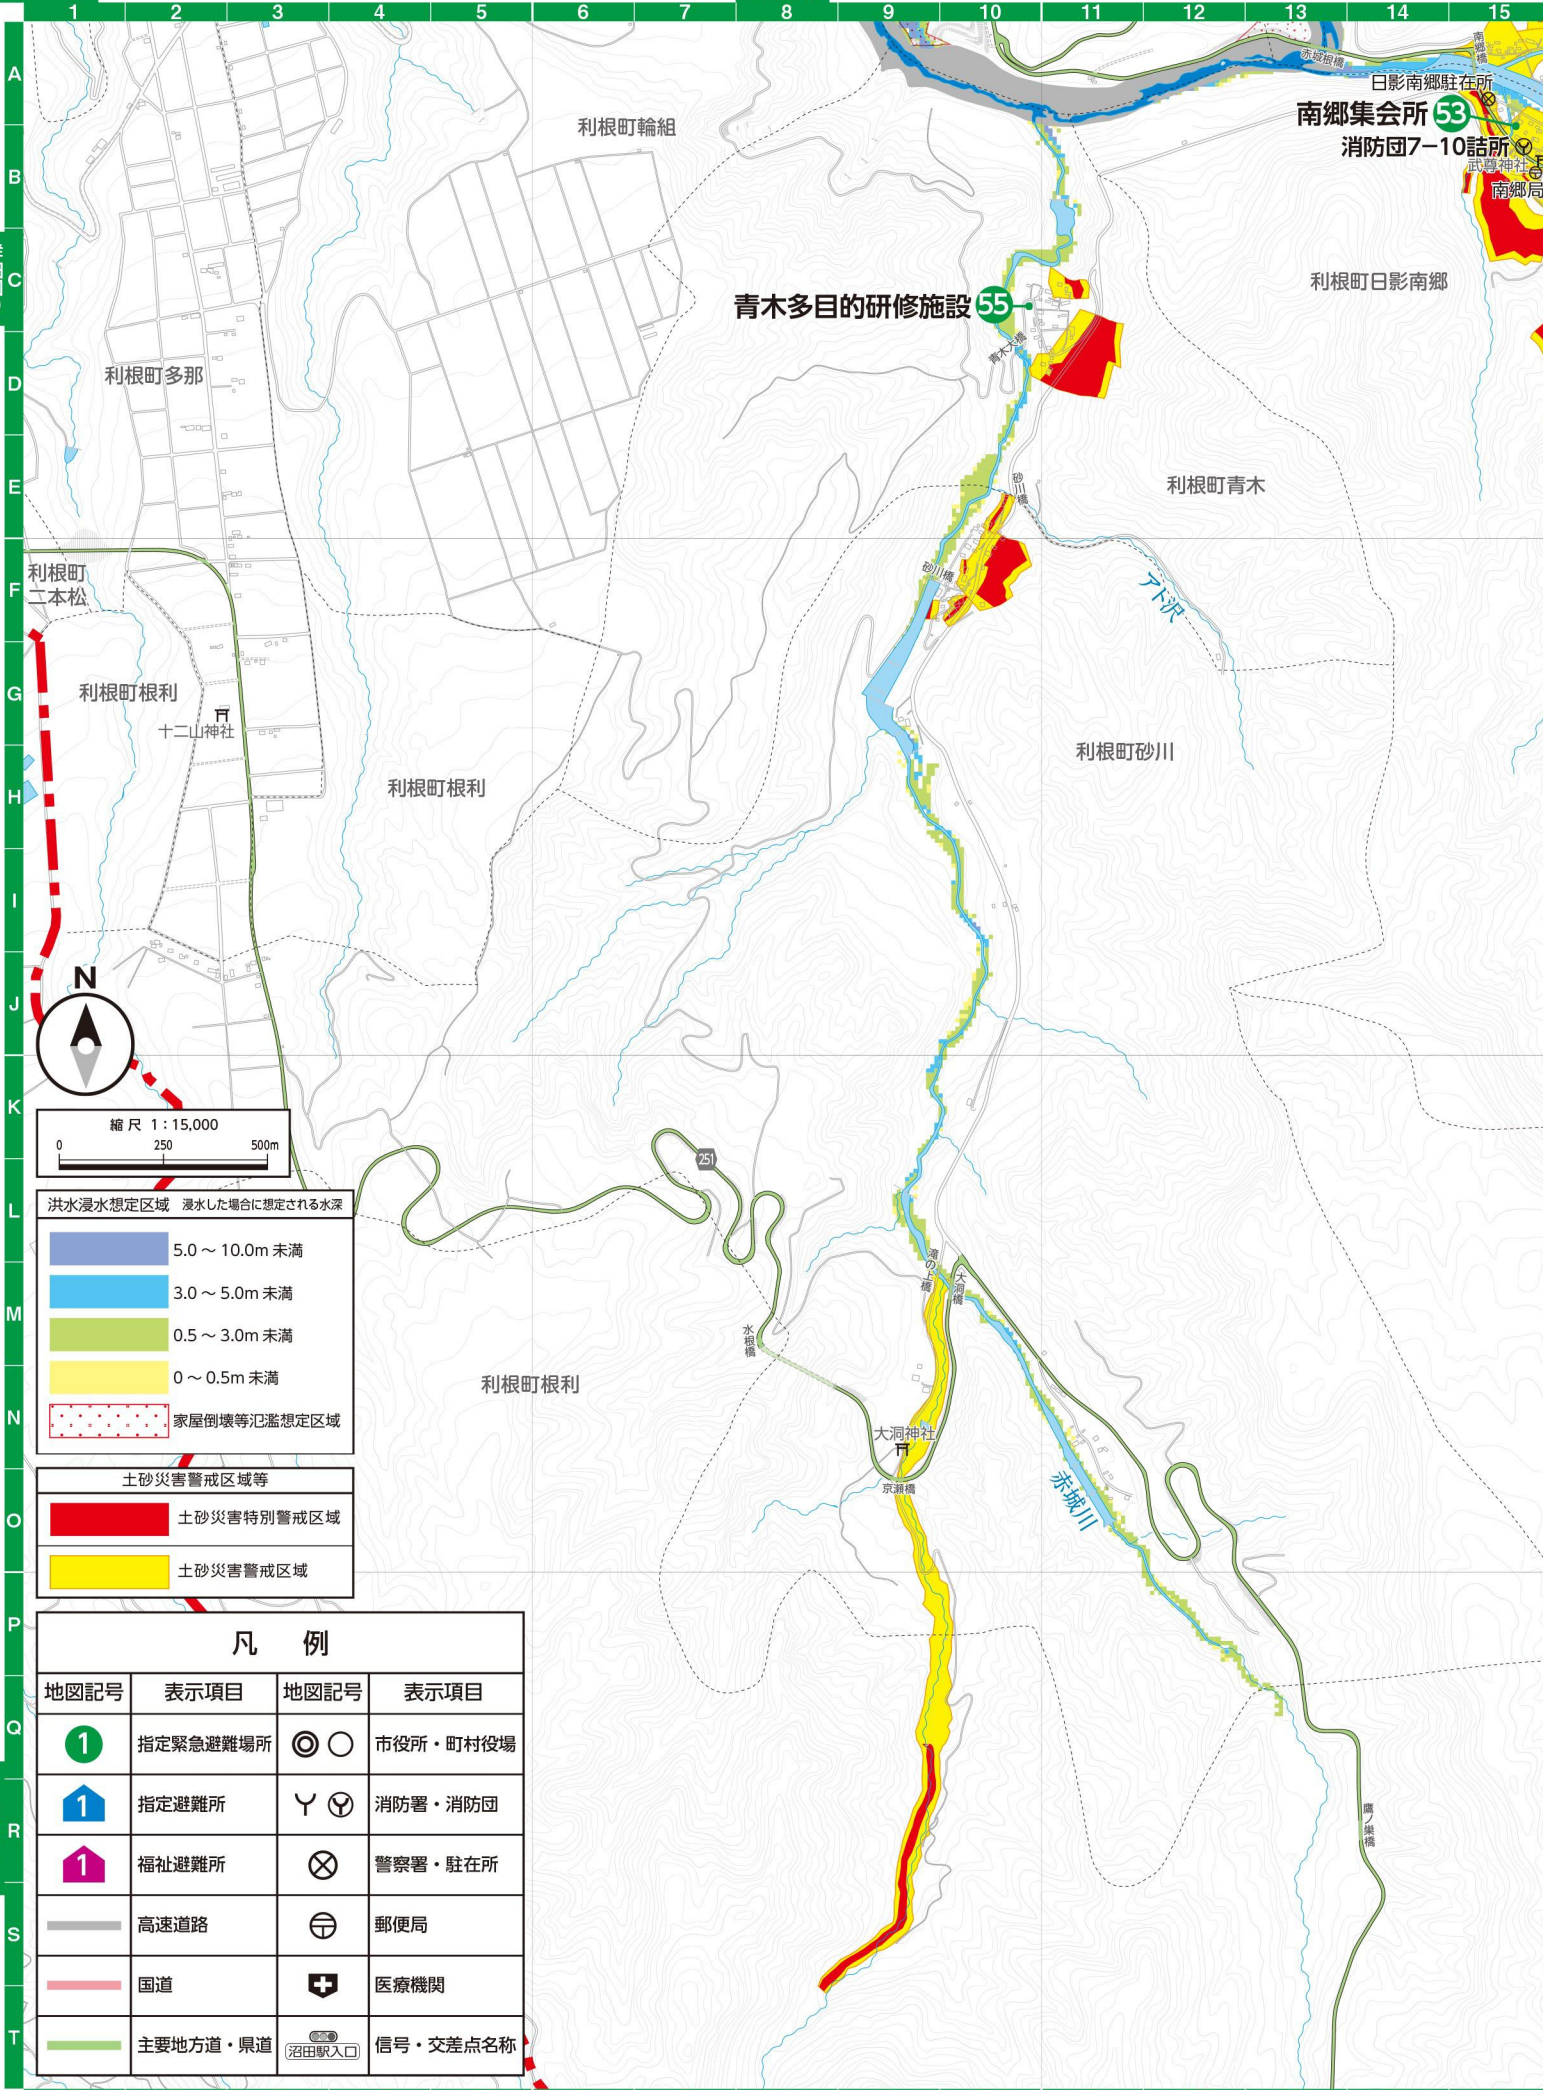 1 2 3 4 5 6 7 8 9 10 11 12 13 14 15
A
B
C
D
E
F
G
H
I
J
K
L
M
N
O
P
Q
R
S
T
南郷橋
赤城根橋
日影南郷駐在所
南郷集会所 53
消防団7-10詰所
武尊神社
南郷局
利根町輪組
利根町日影南郷
青木多目的研修施設 55
青木大橋
利根町多那
砂川橋
利根町青木
利根町
二本松
砂川橋
アト沢
利根町根利
十二山神社
利根町砂川
利根町根利
N
縮尺 1:15,000
0 250 500m
251
洪水浸水想定区域 浸水した場合に想定される水深
5.0～10.0m 未満
3.0～5.0m 未満
0.5～3.0m 未満
0～0.5m 未満
家屋倒壊等氾濫想定区域
滝の上橋
大洞橋
水根橋
利根町根利
大洞神社
京瀬橋
赤城川
土砂災害警戒区域等
土砂災害特別警戒区域
土砂災害警戒区域
鷹ノ巣橋
凡 例
地図記号 表示項目 地図記号 表示項目
1 指定緊急避難場所 市役所・町村役場
1 指定避難所 消防署・消防団
1 福祉避難所 警察署・駐在所
高速道路 郵便局
国道 医療機関
主要地方道・県道 沼田駅入口 信号・交差点名称